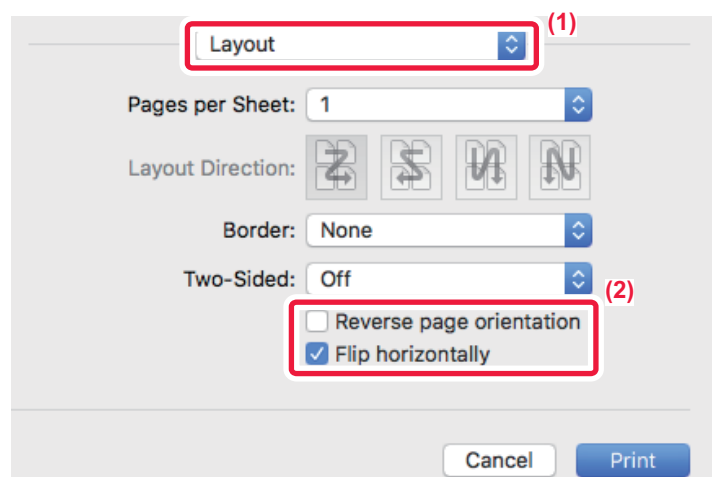 (1)
Layout
Pages per Sheet: 1
Layout Direction:
Border: None
Two-Sided: Off
(2)
Reverse page orientation
Flip horizontally
Cancel Print